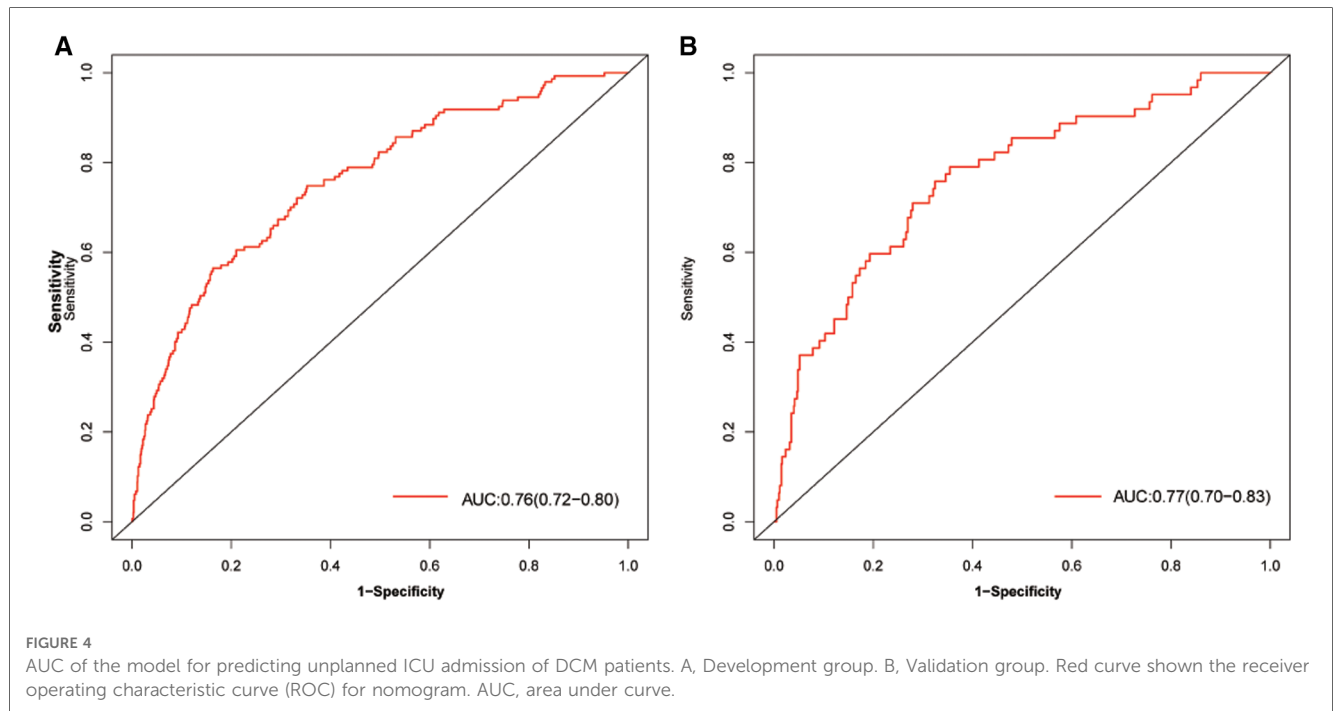 A
Sensitivity
Sensitivity
1.0
0.8
0.6
0.4
0.2
0.0
AUC:0.76(0.72−0.80)
0.0 0.2 0.4 0.6 0.8 1.0
1−Specificity
B
Sensitivity
1.0
0.8
0.6
0.4
0.2
0.0
AUC:0.77(0.70−0.83)
0.0 0.2 0.4 0.6 0.8 1.0
1−Specificity
FIGURE 4
AUC of the model for predicting unplanned ICU admission of DCM patients. A, Development group. B, Validation group. Red curve shown the receiver
operating characteristic curve (ROC) for nomogram. AUC, area under curve.